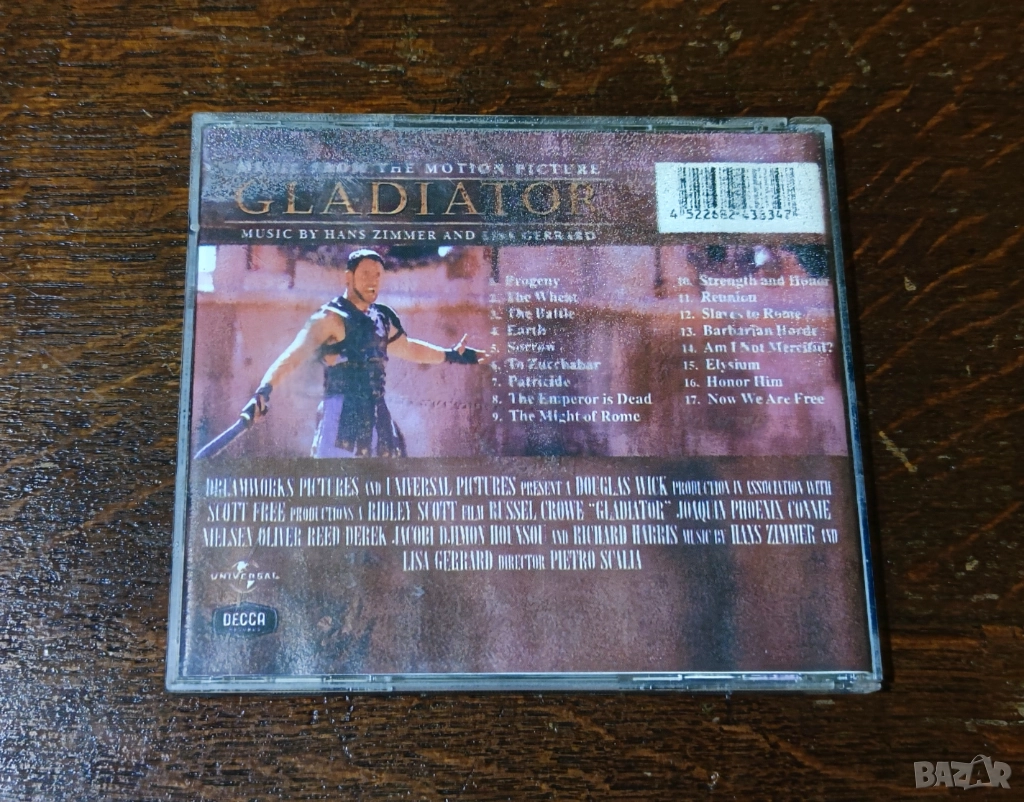 MUSIC FROM THE MOTION PICTURE
GLADIATOR
MUSIC BY HANS ZIMMER AND LISA GERRARD
4 522882 438347
1. Progeny
2. The Wheat
3. The Battle
4. Earth
5. Sorrow
6. To Zucchabar
7. Patricide
8. The Emperor is Dead
9. The Might of Rome
10. Strength and Honor
11. Reunion
12. Slaves to Rome
13. Barbarian Horde
14. Am I Not Merciful?
15. Elysium
16. Honor Him
17. Now We Are Free
DREAMWORKS PICTURES AND UNIVERSAL PICTURES PRESENT A DOUGLAS WICK PRODUCTION IN ASSOCIATION WITH
SCOTT FREE PRODUCTIONS A RIDLEY SCOTT FILM RUSSEL CROWE "GLADIATOR" JOAQUIN PHOENIX CONNIE
NIELSEN OLIVER REED DEREK JACOBI DJIMON HOUNSOU AND RICHARD HARRIS MUSIC BY HANS ZIMMER AND
LISA GERRARD DIRECTOR PIETRO SCALIA
UNIVERSAL
DECCA
BAZAR